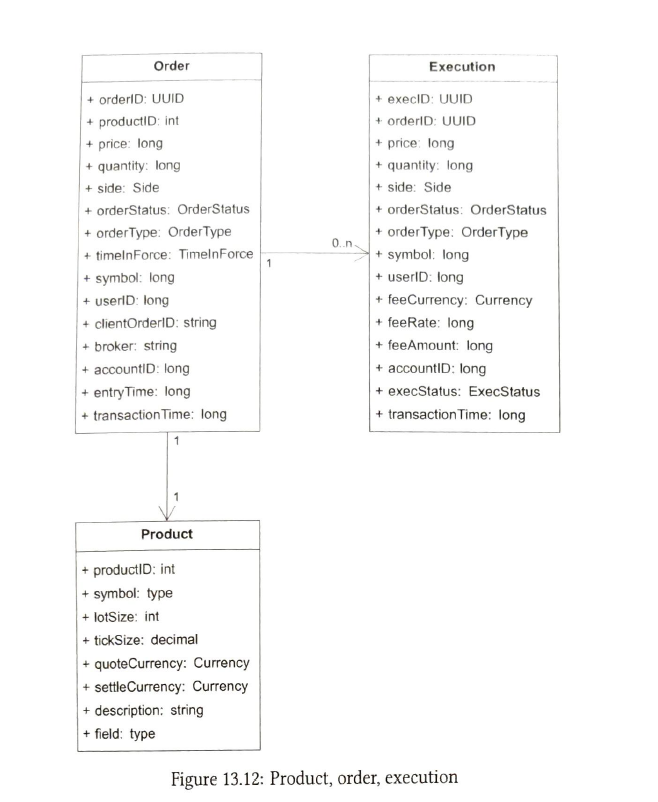 Order
+ orderID: UUID
+ productID: int
+ price: long
+ quantity: long
+ side: Side
+ orderStatus: OrderStatus
+ orderType: OrderType
+ timeInForce: TimeInForce
+ symbol: long
+ userID: long
+ clientOrderID: string
+ broker: string
+ accountID: long
+ entryTime: long
+ transactionTime: long
1
0..n
Execution
+ execID: UUID
+ orderID: UUID
+ price: long
+ quantity: long
+ side: Side
+ orderStatus: OrderStatus
+ orderType: OrderType
+ symbol: long
+ userID: long
+ feeCurrency: Currency
+ feeRate: long
+ feeAmount: long
+ accountID: long
+ execStatus: ExecStatus
+ transactionTime: long
1
1
Product
+ productID: int
+ symbol: type
+ lotSize: int
+ tickSize: decimal
+ quoteCurrency: Currency
+ settleCurrency: Currency
+ description: string
+ field: type
Figure 13.12: Product, order, execution